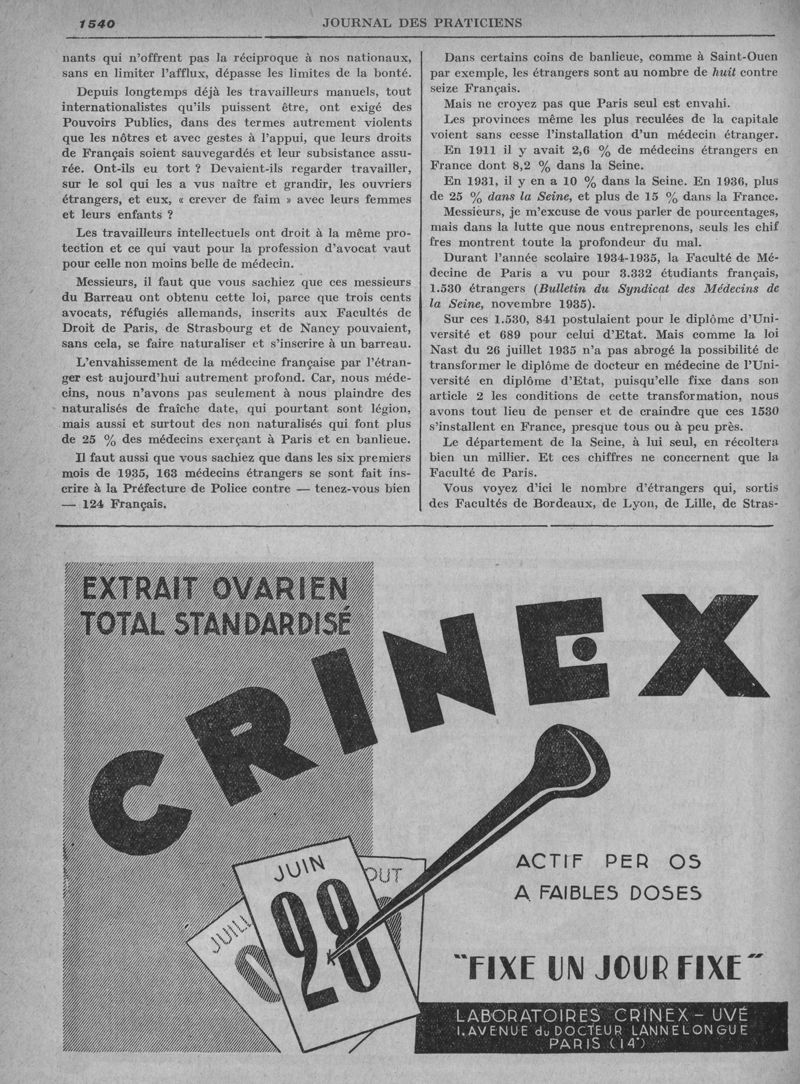 1540
JOURNAL DES PRATICIENS
nants qui n'offrent pas la réciproque à nos nationaux,
sans en limiter l'afflux, dépasse les limites de la bonté.
Depuis longtemps déjà les travailleurs manuels, tout
internationalistes qu'ils puissent être, ont exigé des
Pouvoirs Publics, dans des termes autrement violents
que les nôtres et avec gestes à l'appui, que leurs droits
de Français soient sauvegardés et leur subsistance assu-
rée. Ont-ils eu tort ? Devaient-ils regarder travailler,
sur le sol qui les a vus naître et grandir, les ouvriers
étrangers, et eux, « crever de faim » avec leurs femmes
et leurs enfants ?
Les travailleurs intellectuels ont droit à la même pro-
tection et ce qui vaut pour la profession d'avocat vaut
pour celle non moins belle de médecin.
Messieurs, il faut que vous sachiez que ces messieurs
du Barreau ont obtenu cette loi, parce que trois cents
avocats, réfugiés allemands, inscrits aux Facultés de
Droit de Paris, de Strasbourg et de Nancy pouvaient,
sans cela, se faire naturaliser et s'inscrire à un barreau.
L'envahissement de la médecine française par l'étran-
ger est aujourd'hui autrement profond. Car, nous méde-
cins, nous n'avons pas seulement à nous plaindre des
naturalisés de fraîche date, qui pourtant sont légion,
mais aussi et surtout des non naturalisés qui font plus
de 25 % des médecins exerçant à Paris et en banlieue.
Il faut aussi que vous sachiez que dans les six premiers
mois de 1935, 163 médecins étrangers se sont fait ins-
crire à la Préfecture de Police contre — tenez-vous bien
— 124 Français.
Dans certains coins de banlieue, comme à Saint-Ouen
par exemple, les étrangers sont au nombre de huit contre
seize Français.
Mais ne croyez pas que Paris seul est envahi.
Les provinces même les plus reculées de la capitale
voient sans cesse l'installation d'un médecin étranger.
En 1911 il y avait 2,6 % de médecins étrangers en
France dont 8,2 % dans la Seine.
En 1931, il y en a 10 % dans la Seine. En 1936, plus
de 25 % dans la Seine, et plus de 15 % dans la France.
Messieurs, je m'excuse de vous parler de pourcentages,
mais dans la lutte que nous entreprenons, seuls les chif
fres montrent toute la profondeur du mal.
Durant l'année scolaire 1934-1935, la Faculté de Mé-
decine de Paris a vu pour 3.332 étudiants français,
1.530 étrangers (Bulletin du Syndicat des Médecins de
la Seine, novembre 1935).
Sur ces 1.530, 841 postulaient pour le diplôme d'Uni-
versité et 689 pour celui d'Etat. Mais comme la loi
Nast du 26 juillet 1935 n'a pas abrogé la possibilité de
transformer le diplôme de docteur en médecine de l'Uni-
versité en diplôme d'Etat, puisqu'elle fixe dans son
article 2 les conditions de cette transformation, nous
avons tout lieu de penser et de craindre que ces 1530
s'installent en France, presque tous ou à peu près.
Le département de la Seine, à lui seul, en récoltera
bien un millier. Et ces chiffres ne concernent que la
Faculté de Paris.
Vous voyez d'ici le nombre d'étrangers qui, sortis
des Facultés de Bordeaux, de Lyon, de Lille, de Stras-
EXTRAIT OVARIEN
TOTAL STANDARDISÉ
CRINEX
JUIN
28
JUILL
0
OUT
ACTIF PER OS
A FAIBLES DOSES
"FIXE UN JOUR FIXE"
LABORATOIRES CRINEX - UVÉ
1, AVENUE du DOCTEUR LANNELONGUE
PARIS (14e)